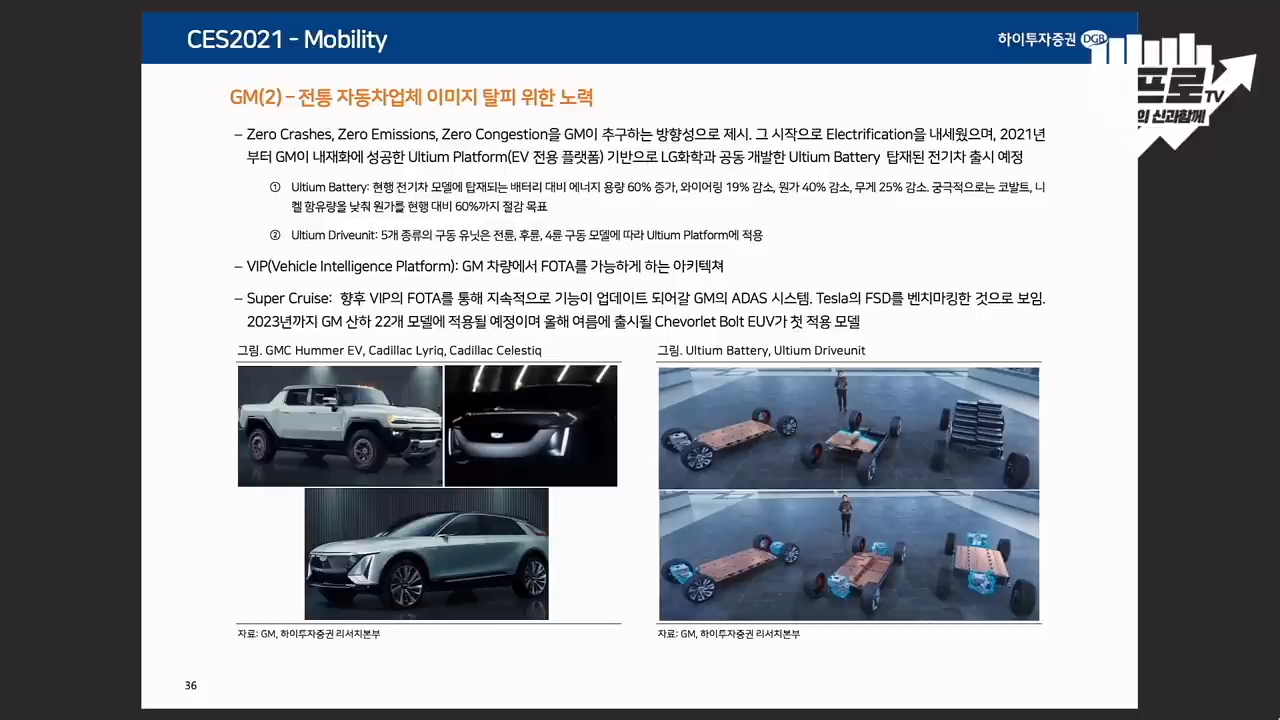 CES2021 - Mobility
하이투자증권 DGB
프로TV
의 신과함께
GM(2) – 전통 자동차업체 이미지 탈피 위한 노력
– Zero Crashes, Zero Emissions, Zero Congestion을 GM이 추구하는 방향성으로 제시. 그 시작으로 Electrification을 내세웠으며, 2021년
부터 GM이 내재화에 성공한 Ultium Platform(EV 전용 플랫폼) 기반으로 LG화학과 공동 개발한 Ultium Battery 탑재된 전기차 출시 예정
① Ultium Battery: 현행 전기차 모델에 탑재되는 배터리 대비 에너지 용량 60% 증가, 와이어링 19% 감소, 원가 40% 감소, 무게 25% 감소. 궁극적으로는 코발트, 니
켈 함유량을 낮춰 원가를 현행 대비 60%까지 절감 목표
② Ultium Driveunit: 5개 종류의 구동 유닛은 전륜, 후륜, 4륜 구동 모델에 따라 Ultium Platform에 적용
– VIP(Vehicle Intelligence Platform): GM 차량에서 FOTA를 가능하게 하는 아키텍쳐
– Super Cruise: 향후 VIP의 FOTA를 통해 지속적으로 기능이 업데이트 되어갈 GM의 ADAS 시스템. Tesla의 FSD를 벤치마킹한 것으로 보임.
2023년까지 GM 산하 22개 모델에 적용될 예정이며 올해 여름에 출시될 Chevorlet Bolt EUV가 첫 적용 모델
그림. GMC Hummer EV, Cadillac Lyriq, Cadillac Celestiq
그림. Ultium Battery, Ultium Driveunit
자료: GM, 하이투자증권 리서치본부
자료: GM, 하이투자증권 리서치본부
36